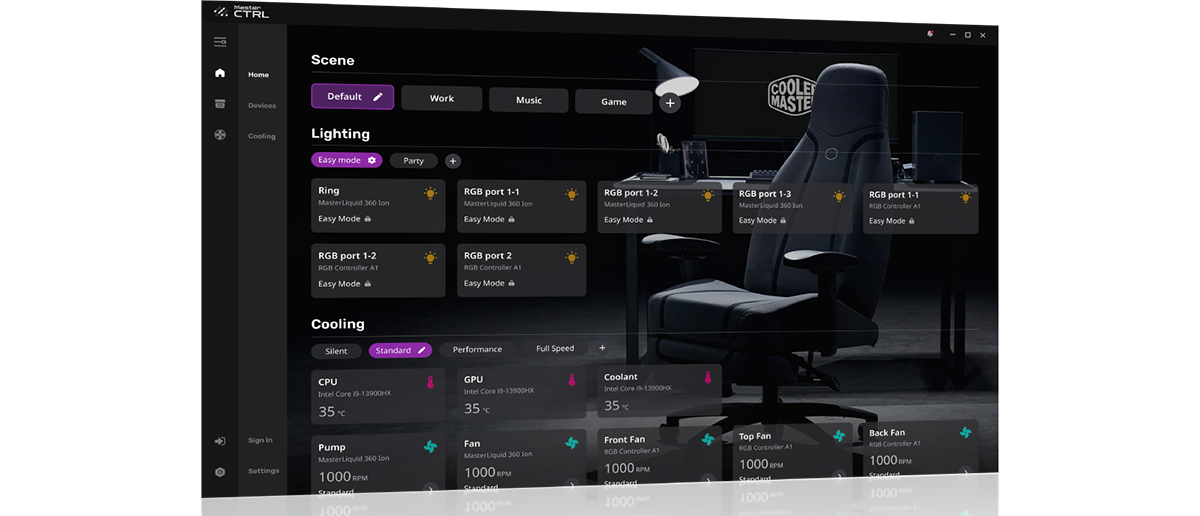 Master
CTRL
Home
Devices
Cooling
Sign in
Settings
Scene
Default
Work
Music
Game
+
COOLER
MASTER
Lighting
Easy mode
Party
+
Ring
MasterLiquid 360 Ion
Easy Mode
RGB port 1-1
MasterLiquid 360 Ion
Easy Mode
RGB port 1-2
MasterLiquid 360 Ion
Easy Mode
RGB port 1-3
MasterLiquid 360 Ion
Easy Mode
RGB port 1-1
RGB Controller A1
Easy Mode
RGB port 1-2
RGB Controller A1
Easy Mode
RGB port 2
RGB Controller A1
Easy Mode
Cooling
Silent
Standard
Performance
Full Speed
+
CPU
Intel Core i9-13900HX
35 °C
GPU
Intel Core i9-13900HX
35 °C
Coolant
Intel Core i9-13900HX
35 °C
Pump
MasterLiquid 360 Ion
1000 RPM
Standard
Fan
MasterLiquid 360 Ion
1000 RPM
Standard
Front Fan
RGB Controller A1
1000 RPM
Standard
Top Fan
RGB Controller A1
1000 RPM
Standard
Back Fan
RGB Controller A1
1000 RPM
Standard